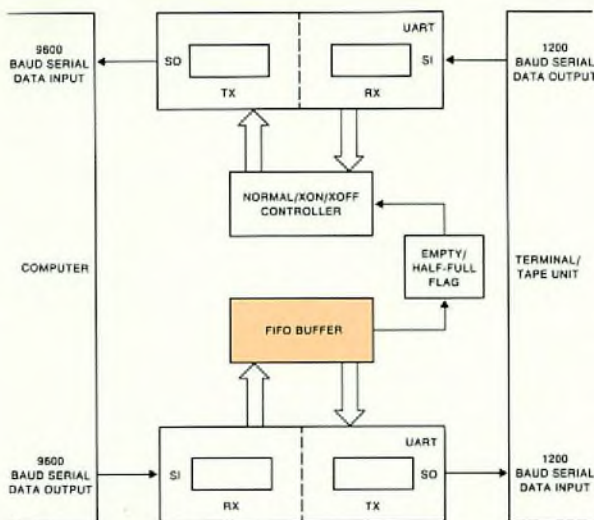 9600
BAUD SERIAL
DATA INPUT
SO
TX
UART
SI
RX
1200
BAUD SERIAL
DATA OUTPUT
NORMAL/XON/XOFF
CONTROLLER
COMPUTER
EMPTY/
HALF-FULL
FLAG
TERMINAL/
TAPE UNIT
FIFO BUFFER
9600
BAUD SERIAL
DATA OUTPUT
SI
RX
UART
SO
TX
1200
BAUD SERIAL
DATA INPUT